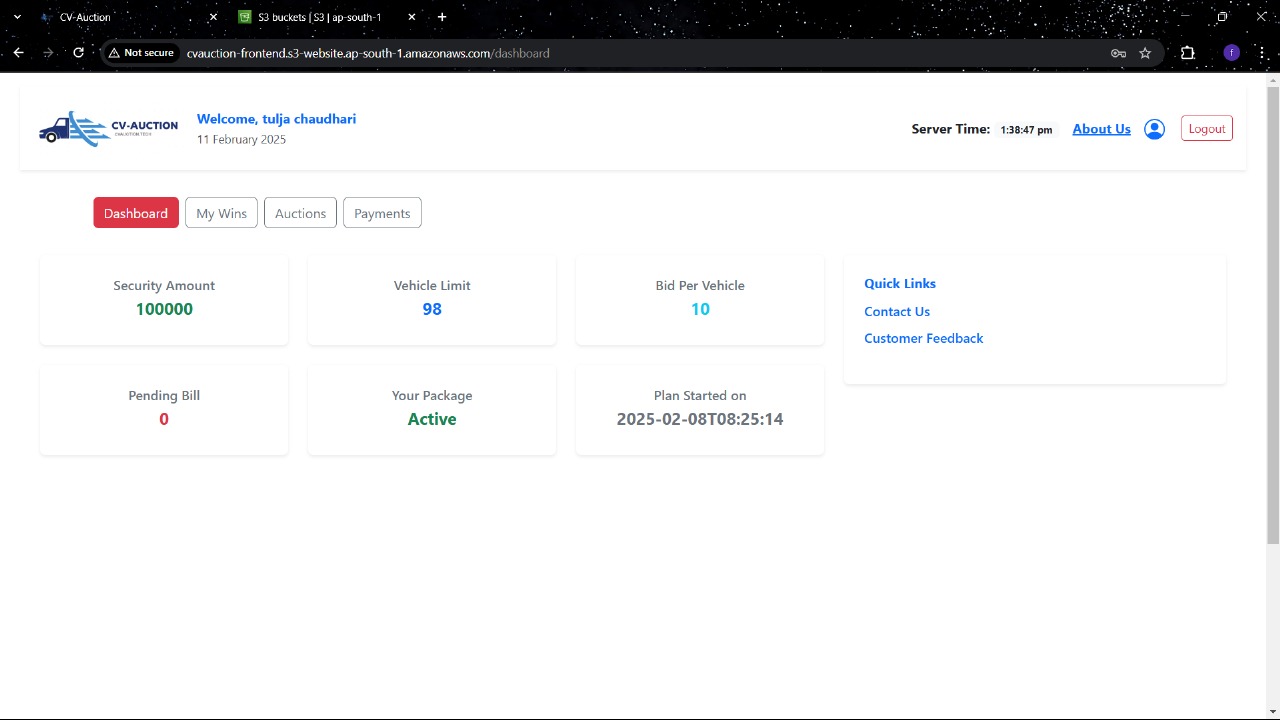 CV-Auction
S3 buckets | S3 | ap-south-1
Not secure
cvauction-frontend.s3-website.ap-south-1.amazonaws.com/dashboard
f
CV-AUCTION
Welcome, tulja chaudhari
11 February 2025
Server Time: 1:38:47 pm
About Us
Logout
Dashboard
My Wins
Auctions
Payments
Security Amount
100000
Vehicle Limit
98
Bid Per Vehicle
10
Quick Links
Contact Us
Customer Feedback
Pending Bill
0
Your Package
Active
Plan Started on
2025-02-08T08:25:14